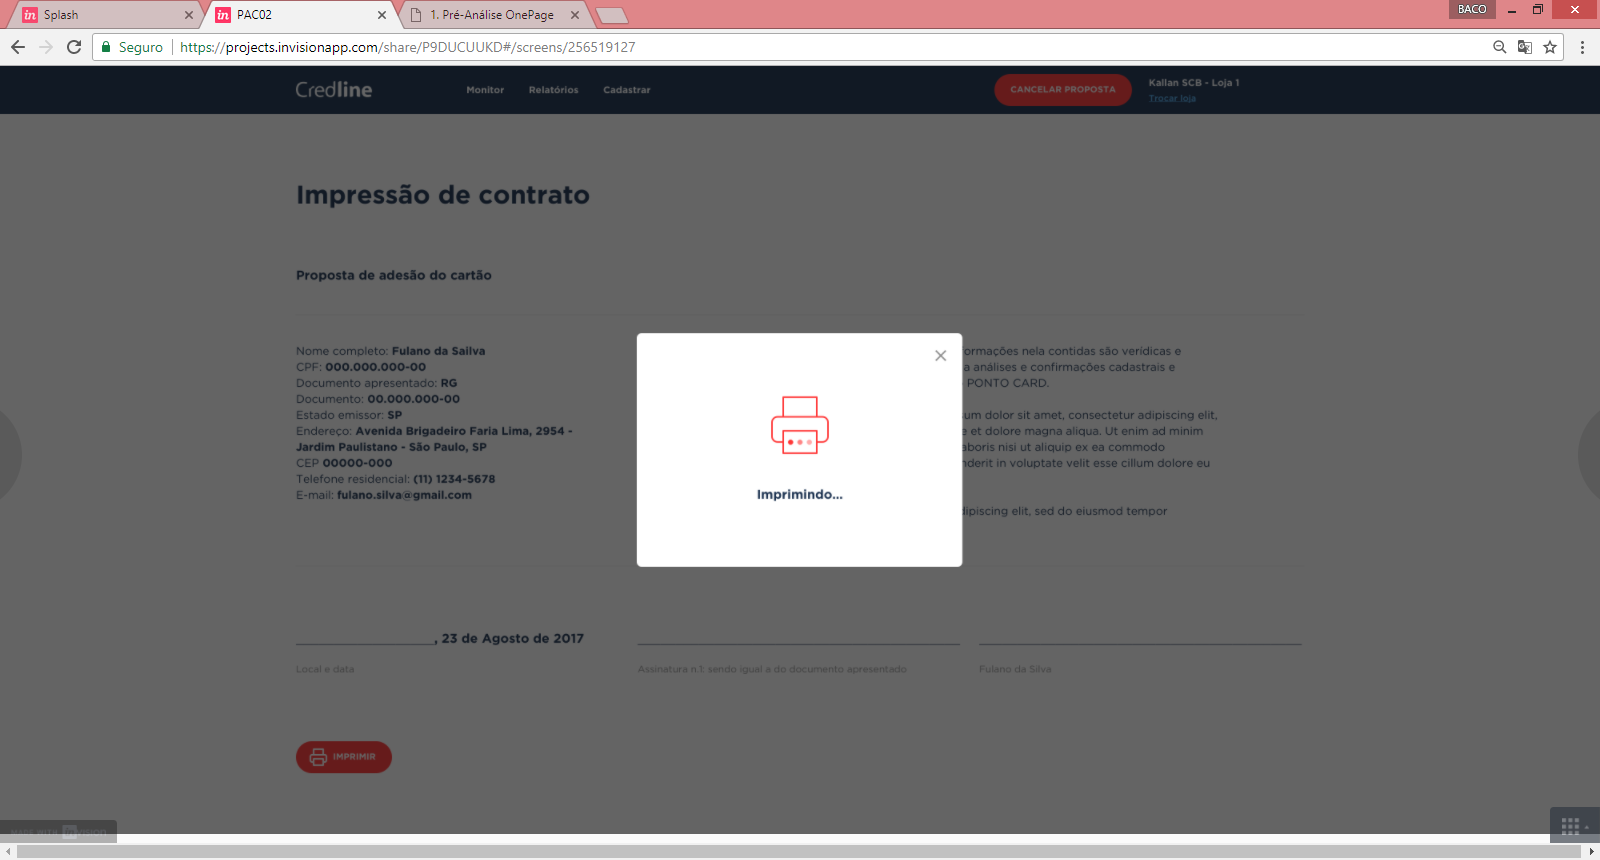 Splash
PAC02
1. Pré-Análise OnePage
BACO
Seguro
https://projects.invisionapp.com/share/P9DUCUUKD#/screens/256519127
Credline
Monitor
Relatórios
Cadastrar
CANCELAR PROPOSTA
Kallan SCB - Loja 1
Trocar loja
Impressão de contrato
Proposta de adesão do cartão
Nome completo: Fulano da Sailva
CPF: 000.000.000-00
Documento apresentado: RG
Documento: 00.000.000-00
Estado emissor: SP
Endereço: Avenida Brigadeiro Faria Lima, 2954 -
Jardim Paulistano - São Paulo, SP
CEP 00000-000
Telefone residencial: (11) 1234-5678
E-mail: fulano.silva@gmail.com
Imprimindo...
ormações nela contidas são verídicas e
a análises e confirmações cadastrais e
PONTO CARD.
um dolor sit amet, consectetur adipiscing elit,
e et dolore magna aliqua. Ut enim ad minim
aboris nisi ut aliquip ex ea commodo
nderit in voluptate velit esse cillum dolore eu
dipiscing elit, sed do eiusmod tempor
, 23 de Agosto de 2017
Local e data
Assinatura n.1: sendo igual a do documento apresentado
Fulano da Silva
IMPRIMIR
MADE WITH invision